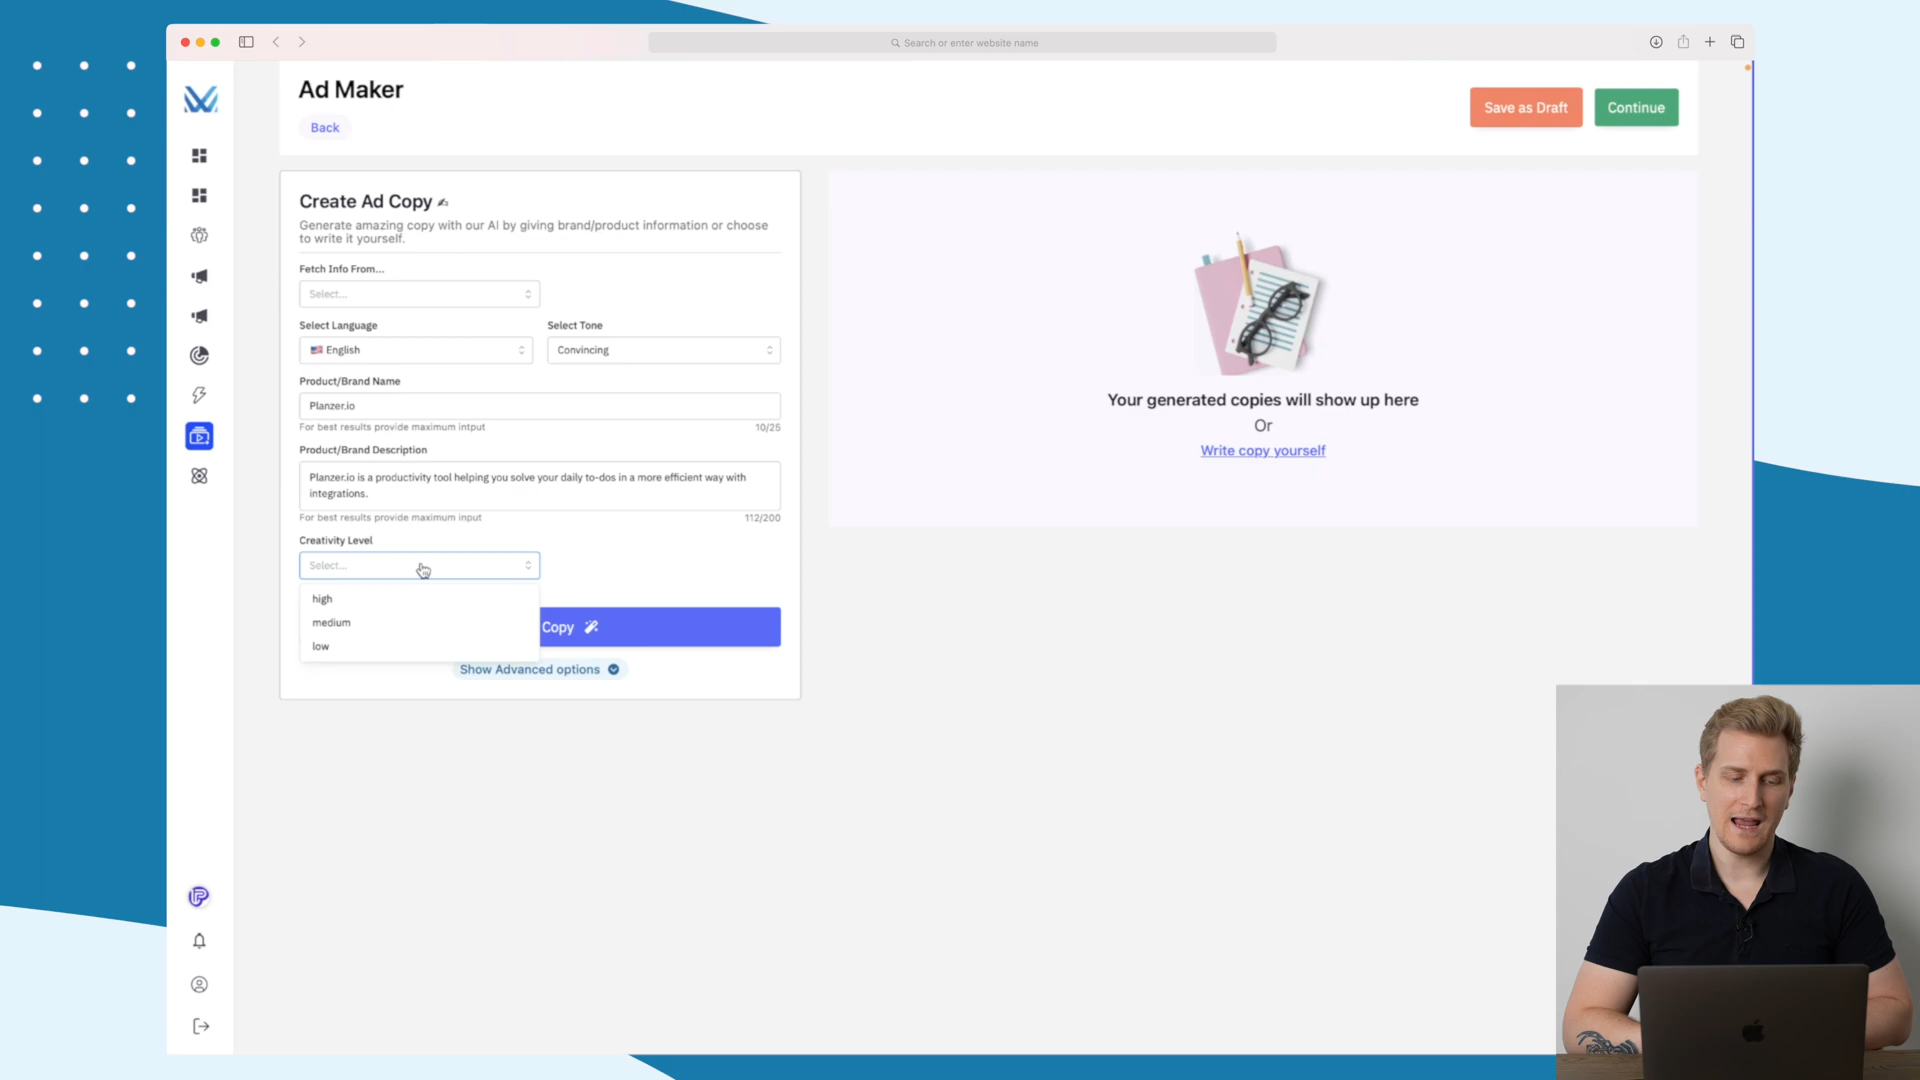 Search or enter website name
Ad Maker
Back
Save as Draft
Continue
Create Ad Copy
Generate amazing copy with our AI by giving brand/product information or choose
to write it yourself.
Fetch Info From...
Select...
Select Language
Select Tone
English
Convincing
Product/Brand Name
Planzer.io
For best results provide maximum intput
10/25
Product/Brand Description
Planzer.io is a productivity tool helping you solve your daily to-dos in a more efficient way with
integrations.
For best results provide maximum input
112/200
Creativity Level
Select...
high
medium
low
Copy
Show Advanced options
Your generated copies will show up here
Or
Write copy yourself